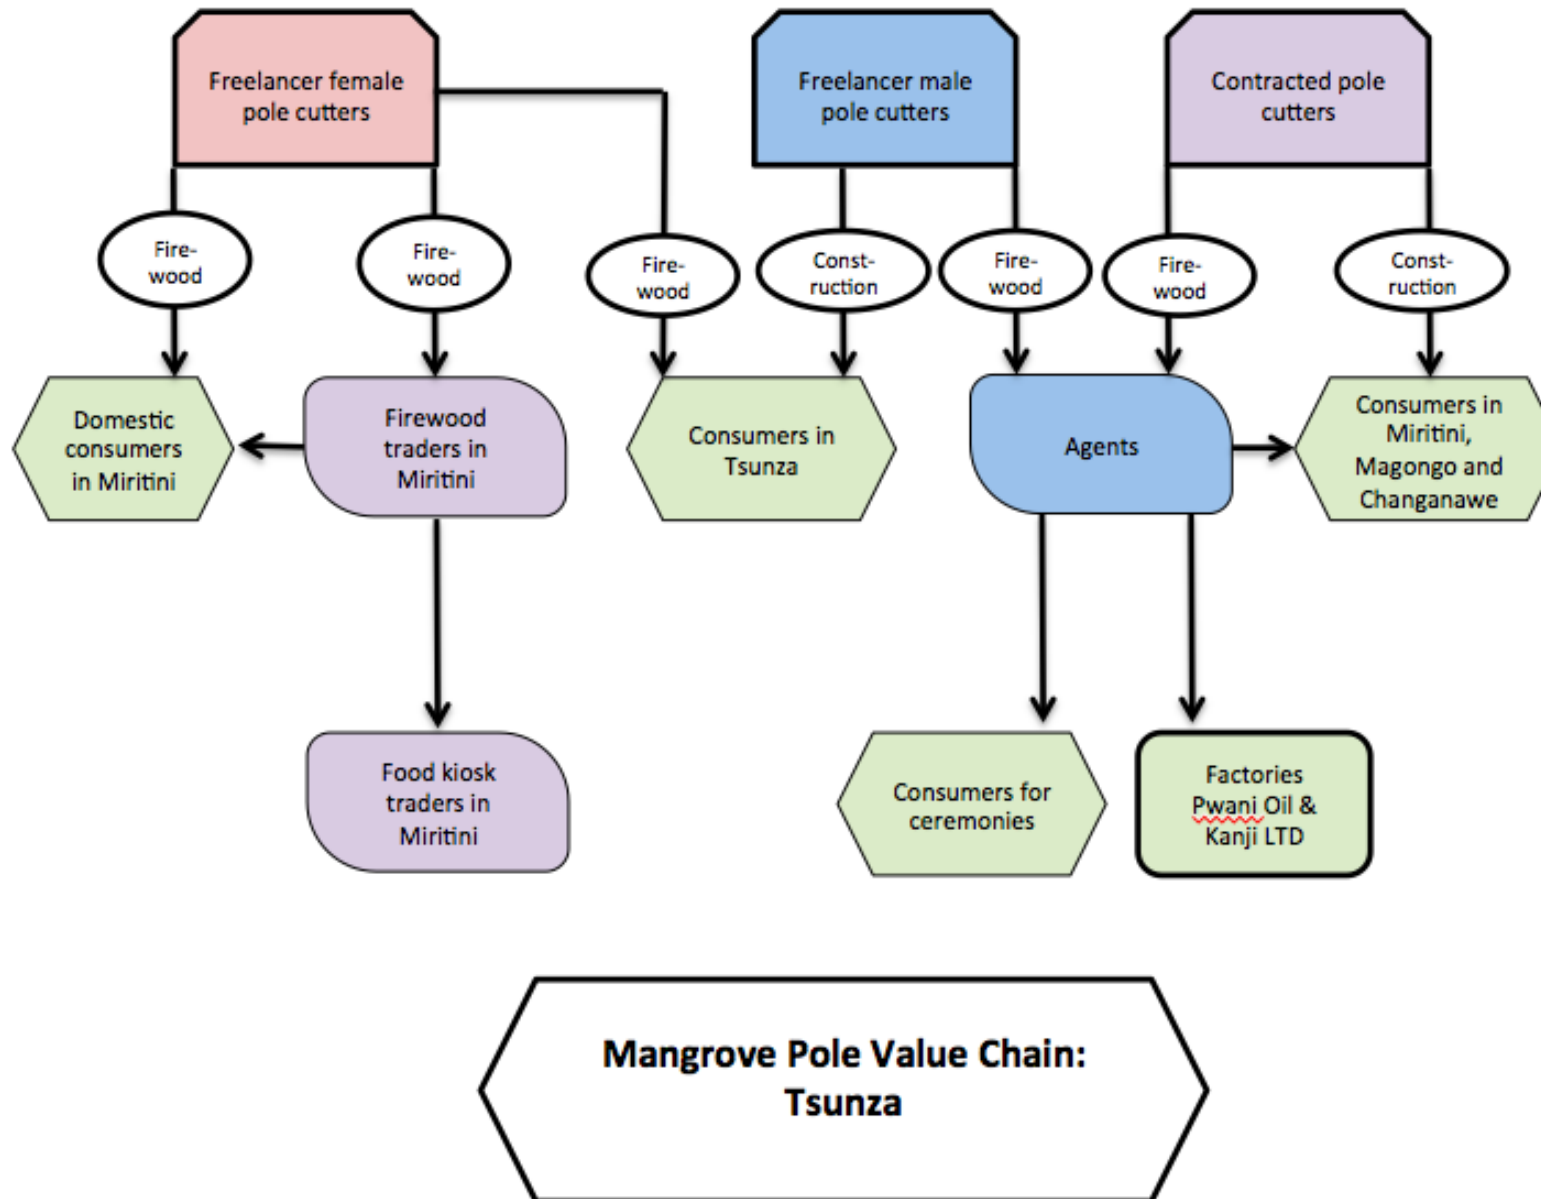 Freelancer female
pole cutters
Freelancer male
pole cutters
Contracted pole
cutters
Fire-
wood
Fire-
wood
Fire-
wood
Const-
ruction
Fire-
wood
Fire-
wood
Const-
ruction
Domestic
consumers
in Miritini
Firewood
traders in
Miritini
Consumers in
Tsunza
Agents
Consumers in
Miritini,
Magongo and
Changanawe
Food kiosk
traders in
Miritini
Consumers for
ceremonies
Factories
Pwani Oil &
Kanji LTD
Mangrove Pole Value Chain:
Tsunza